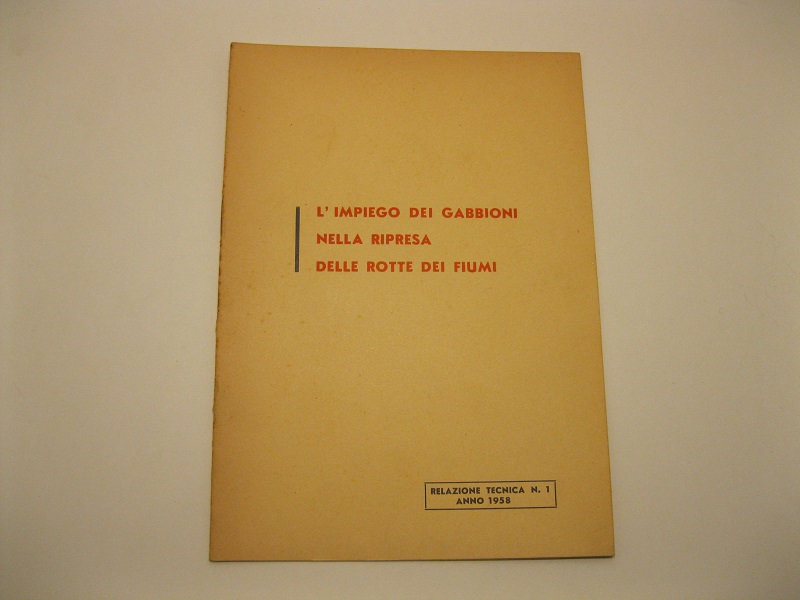 L' IMPIEGO DEI GABBIONI
NELLA RIPRESA
DELLE ROTTE DEI FIUMI
RELAZIONE TECNICA N. 1
ANNO 1958